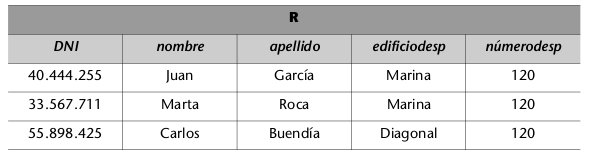 R
DNI nombre apellido edificiodesp númerodesp
40.444.255 Juan García Marina 120
33.567.711 Marta Roca Marina 120
55.898.425 Carlos Buendía Diagonal 120